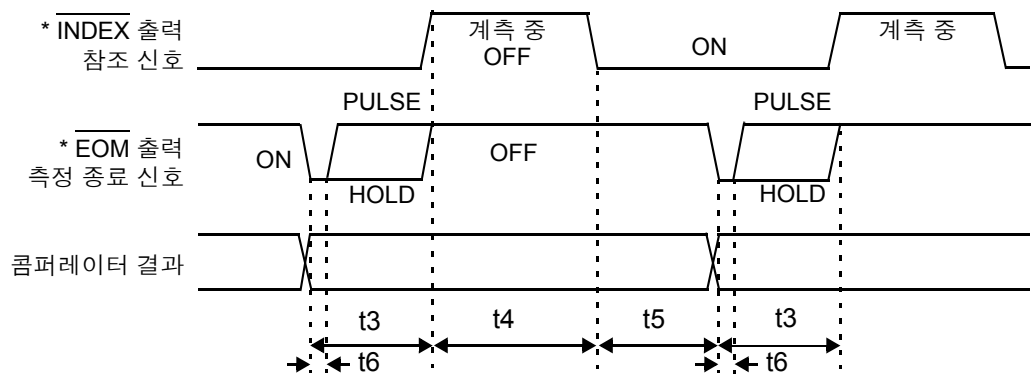 * INDEX 출력
참조 신호
계측 중
OFF
ON
계측 중
PULSE
PULSE
* EOM 출력
측정 종료 신호
ON
OFF
HOLD
HOLD
콤퍼레이터 결과
t3
t4
t5
t3
t6
t6